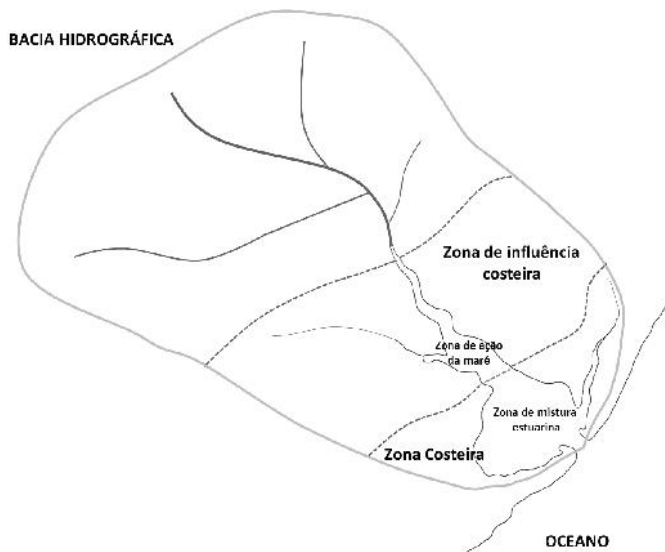 BACIA HIDROGRÁFICA
Zona de influência
costeira
Zona de ação
da maré
Zona de mistura
estuarina
Zona Costeira
OCEANO